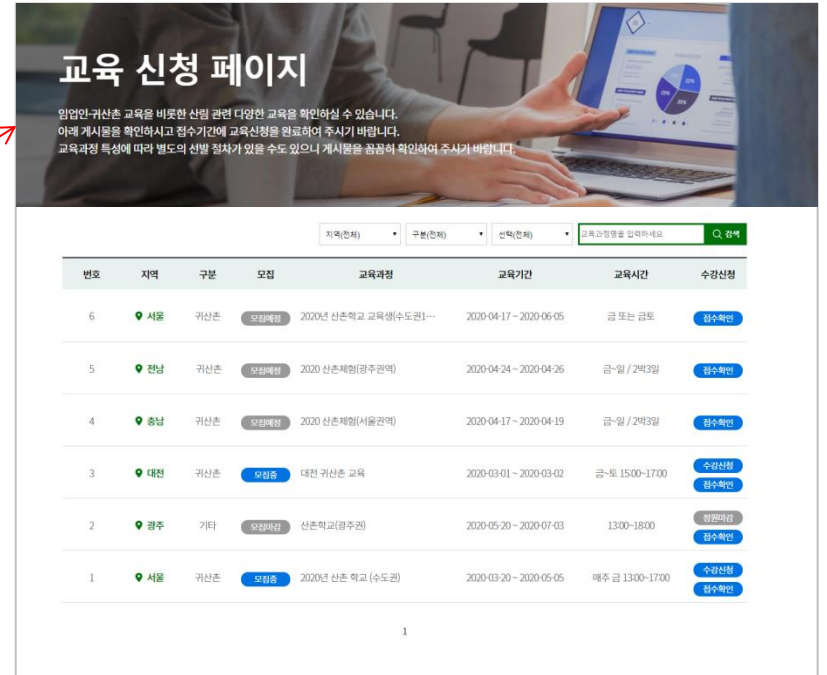 교육 신청 페이지
임업인·귀산촌 교육을 비롯한 산림 관련 다양한 교육을 확인하실 수 있습니다.
아래 게시물을 확인하시고 접수기간에 교육신청을 완료하여 주시기 바랍니다.
교육과정 특성에 따라 별도의 선발 절차가 있을 수도 있으니 게시물을 꼼꼼히 확인하여 주시기 바랍니다.
지역(전체) 구분(전체) 선택(전체) 교육과정명을 입력하세요 검색
번호 지역 구분 모집 교육과정 교육기간 교육시간 수강신청
6 서울 귀산촌 모집예정 2020년 산촌학교 교육생(수도권1… 2020-04-17 ~ 2020-06-05 금 또는 금토 접수확인
5 전남 귀산촌 모집예정 2020 산촌체험(광주권역) 2020-04-24 ~ 2020-04-26 금~일 / 2박3일 접수확인
4 충남 귀산촌 모집예정 2020 산촌체험(서울권역) 2020-04-17 ~ 2020-04-19 금~일 / 2박3일 접수확인
3 대전 귀산촌 모집중 대전 귀산촌 교육 2020-03-01 ~ 2020-03-02 금~토 15:00~17:00 수강신청
접수확인
2 광주 기타 모집마감 산촌학교(광주권) 2020-05-20 ~ 2020-07-03 13:00~18:00 정원마감
접수확인
1 서울 귀산촌 모집중 2020년 산촌 학교 (수도권) 2020-03-20 ~ 2020-05-05 매주 금 13:00~17:00 수강신청
접수확인
1